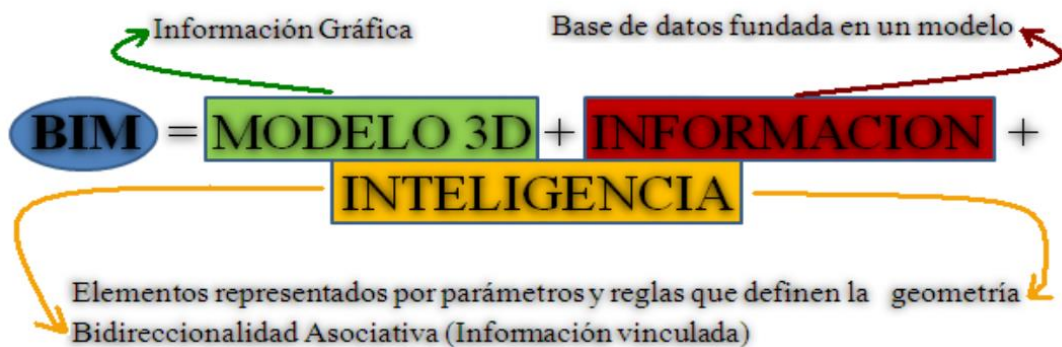 Información Gráfica
Base de datos fundada en un modelo
BIM = MODELO 3D + INFORMACION +
INTELIGENCIA
Elementos representados por parámetros y reglas que definen la geometría
Bidireccionalidad Asociativa (Información vinculada)